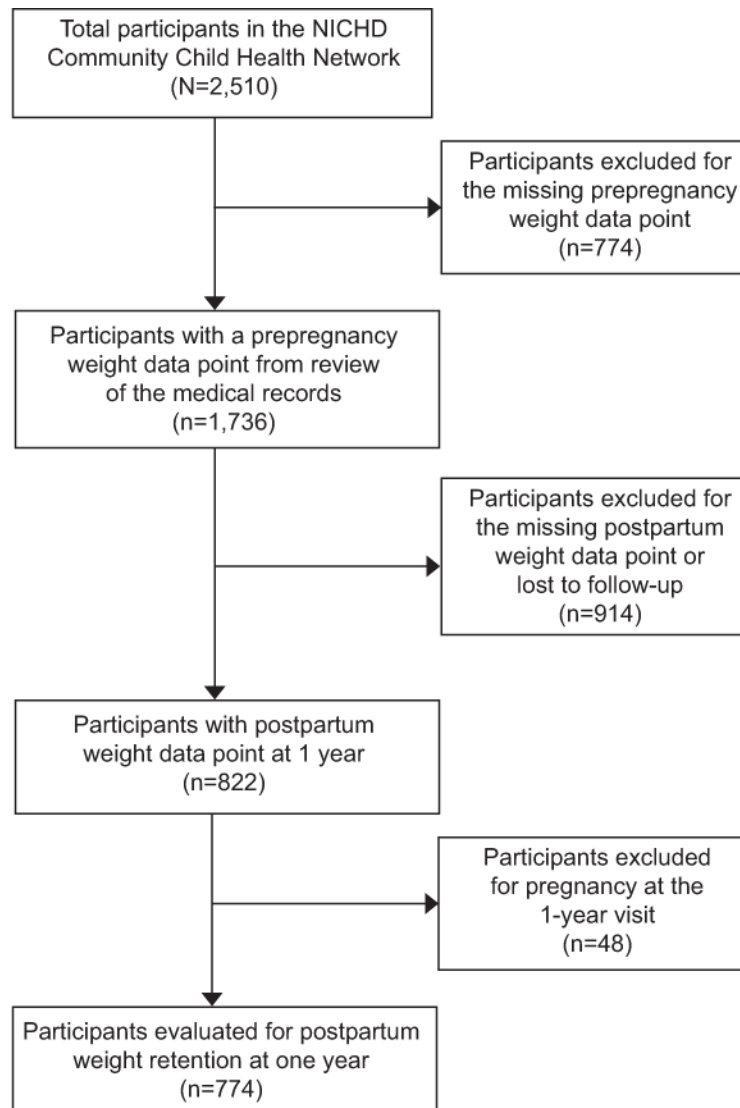 Total participants in the NICHD
Community Child Health Network
(N=2,510)
Participants excluded for
the missing prepregnancy
weight data point
(n=774)
Participants with a prepregnancy
weight data point from review
of the medical records
(n=1,736)
Participants excluded for
the missing postpartum
weight data point or
lost to follow-up
(n=914)
Participants with postpartum
weight data point at 1 year
(n=822)
Participants excluded
for pregnancy at the
1-year visit
(n=48)
Participants evaluated for postpartum
weight retention at one year
(n=774)